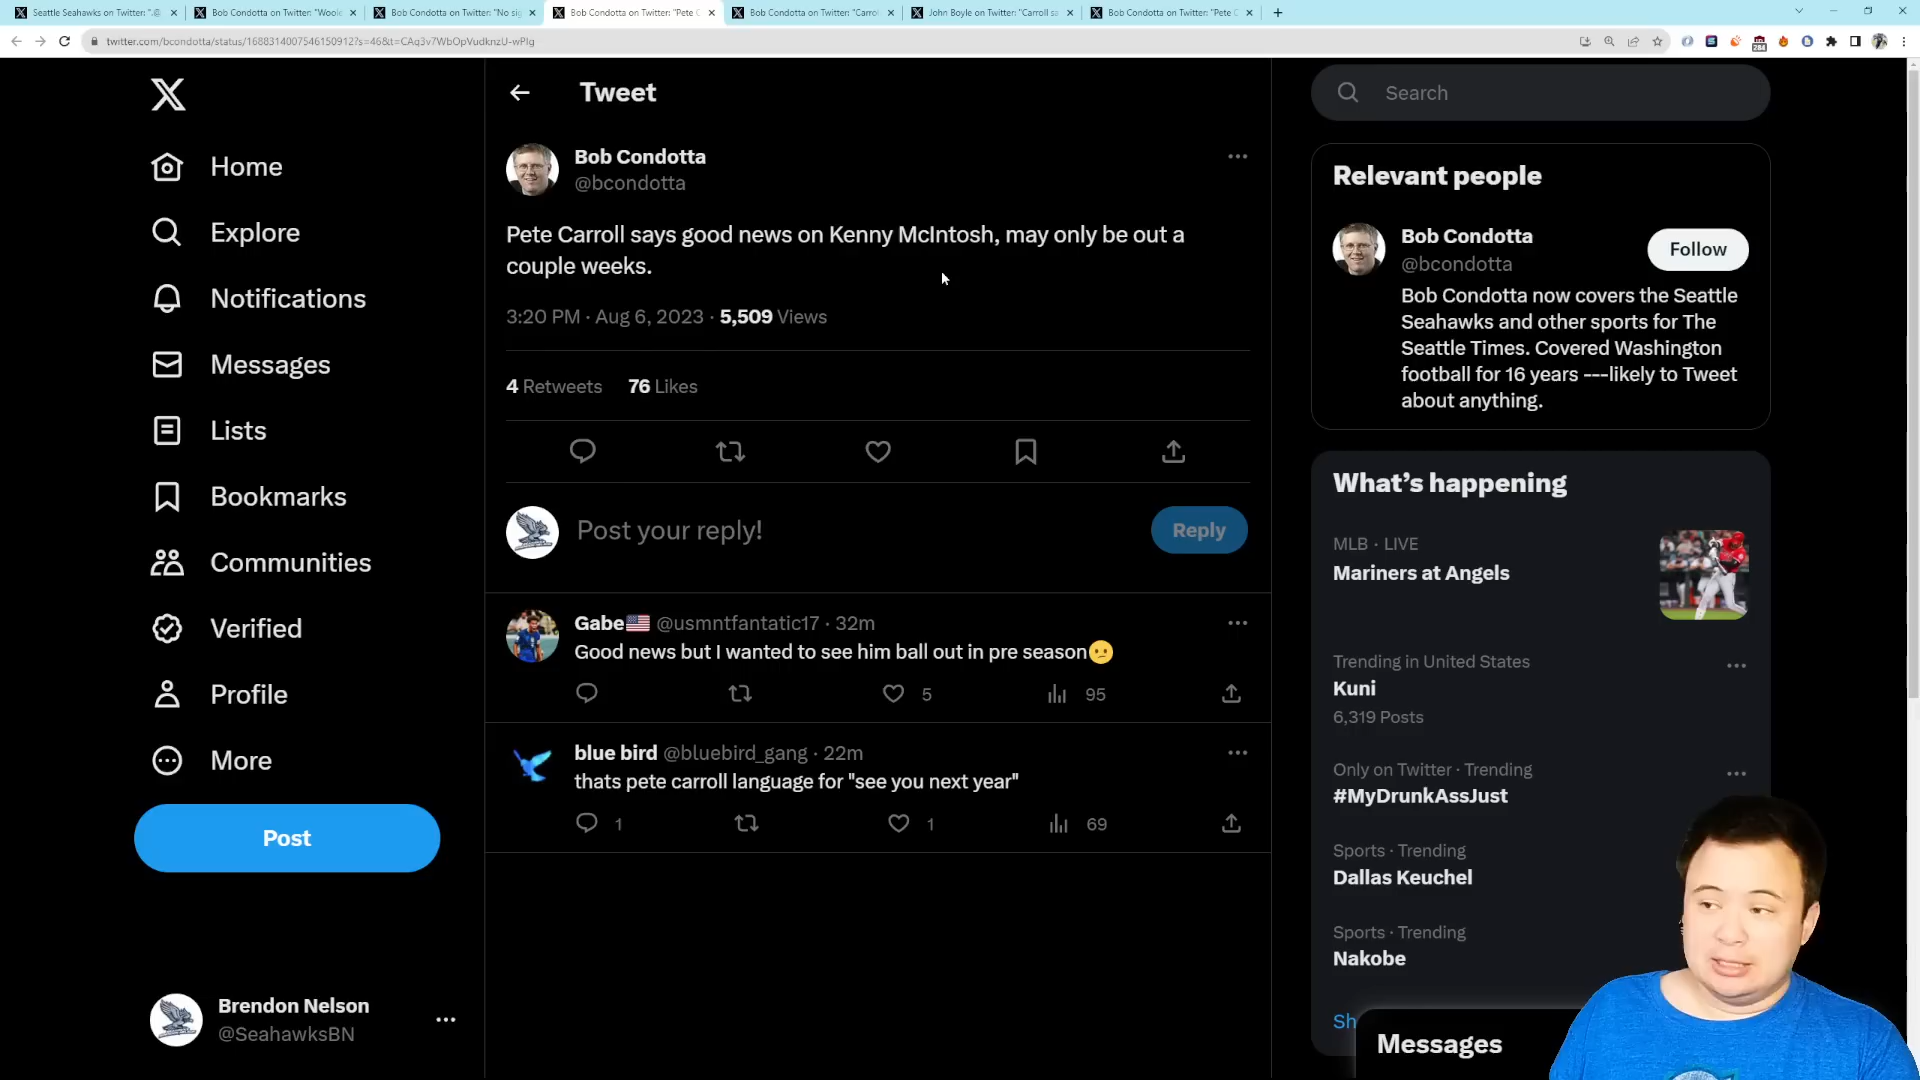 Seattle Seahawks on Twitter: ".@
Bob Condotta on Twitter: "Woole
Bob Condotta on Twitter: "No sig
Bob Condotta on Twitter: "Pete C
Bob Condotta on Twitter: "Carrol
John Boyle on Twitter: "Carroll sa
Bob Condotta on Twitter: "Pete C
twitter.com/bcondotta/status/1688314007546150912?s=46&t=CAq3v7WbOpVudknzU-wPIg
284
Home
Explore
Notifications
Messages
Lists
Bookmarks
Communities
Verified
Profile
More
Post
Brendon Nelson
@SeahawksBN
Tweet
Bob Condotta
@bcondotta
Pete Carroll says good news on Kenny McIntosh, may only be out a
couple weeks.
3:20 PM · Aug 6, 2023 · 5,509 Views
4 Retweets 76 Likes
Post your reply!
Reply
Gabe🇺🇸 @usmntfantatic17 · 32m
Good news but I wanted to see him ball out in pre season🫤
5
95
blue bird @bluebird_gang · 22m
thats pete carroll language for "see you next year"
1
1
69
Search
Relevant people
Bob Condotta
@bcondotta
Follow
Bob Condotta now covers the Seattle
Seahawks and other sports for The
Seattle Times. Covered Washington
football for 16 years ---likely to Tweet
about anything.
What's happening
MLB · LIVE
Mariners at Angels
Trending in United States
Kuni
6,319 Posts
Only on Twitter · Trending
#MyDrunkAssJust
Sports · Trending
Dallas Keuchel
Sports · Trending
Nakobe
Sh
Messages